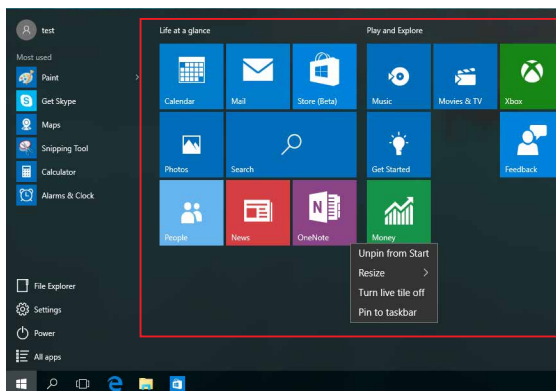 test
Most used
Paint
Get Skype
Maps
Snipping Tool
Calculator
Alarms & Clock
File Explorer
Settings
Power
All apps
Life at a glance
Play and Explore
Calendar
Mail
Store (Beta)
Music
Movies & TV
Xbox
Photos
Search
Get Started
Feedback
People
News
OneNote
Money
Unpin from Start
Resize
Turn live tile off
Pin to taskbar